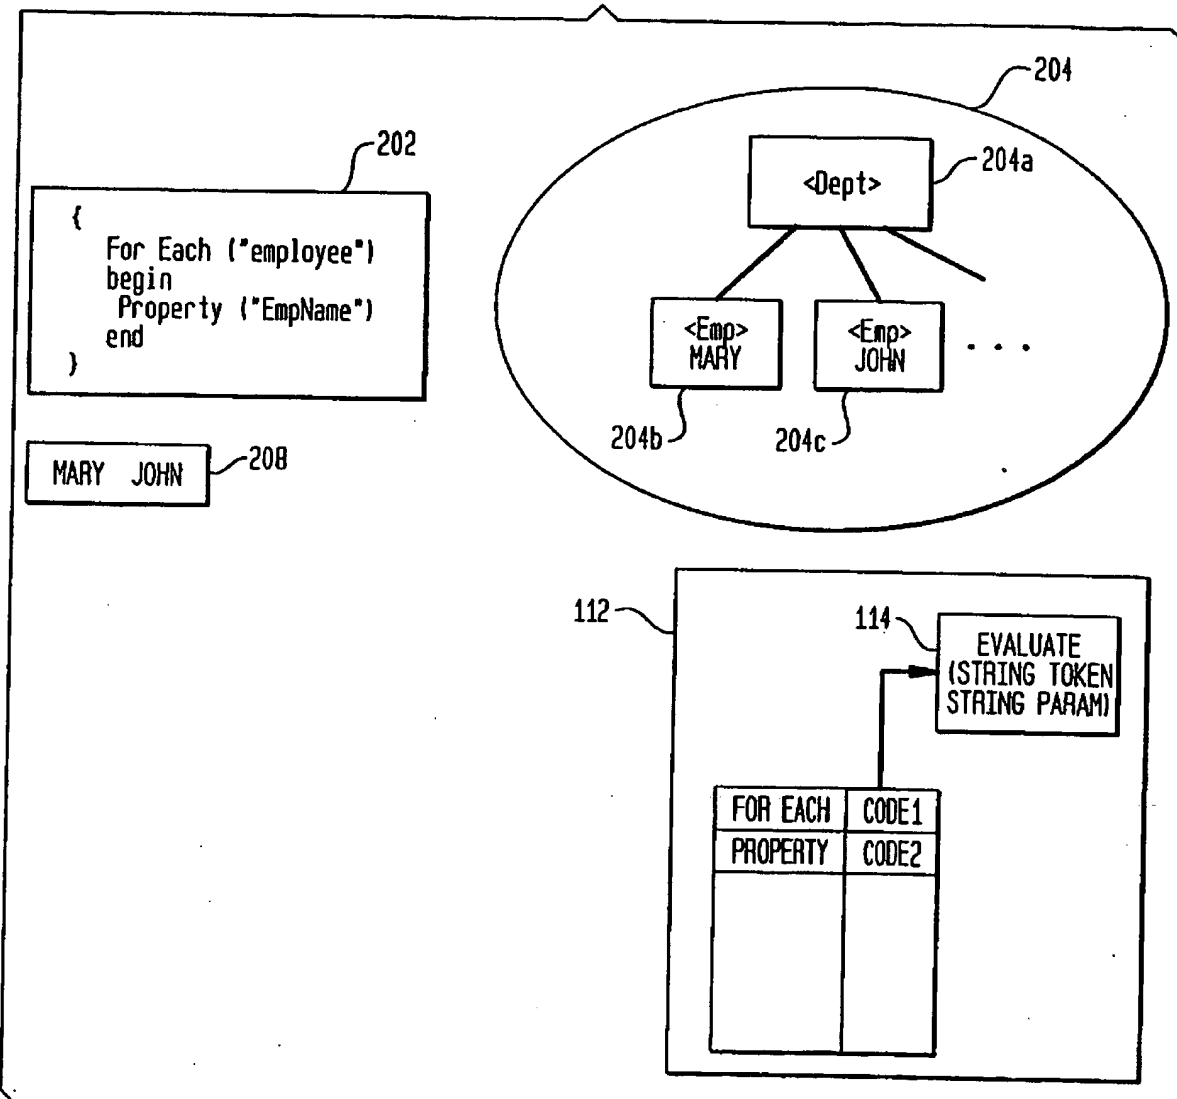 204
202
<Dept>
204a
{
For Each ("employee")
begin
Property ("EmpName")
end
}
<Emp>
MARY
<Emp>
JOHN
. . .
204b
204c
MARY JOHN
208
112
114
EVALUATE
(STRING TOKEN
STRING PARAM)
FOR EACH CODE1
PROPERTY CODE2